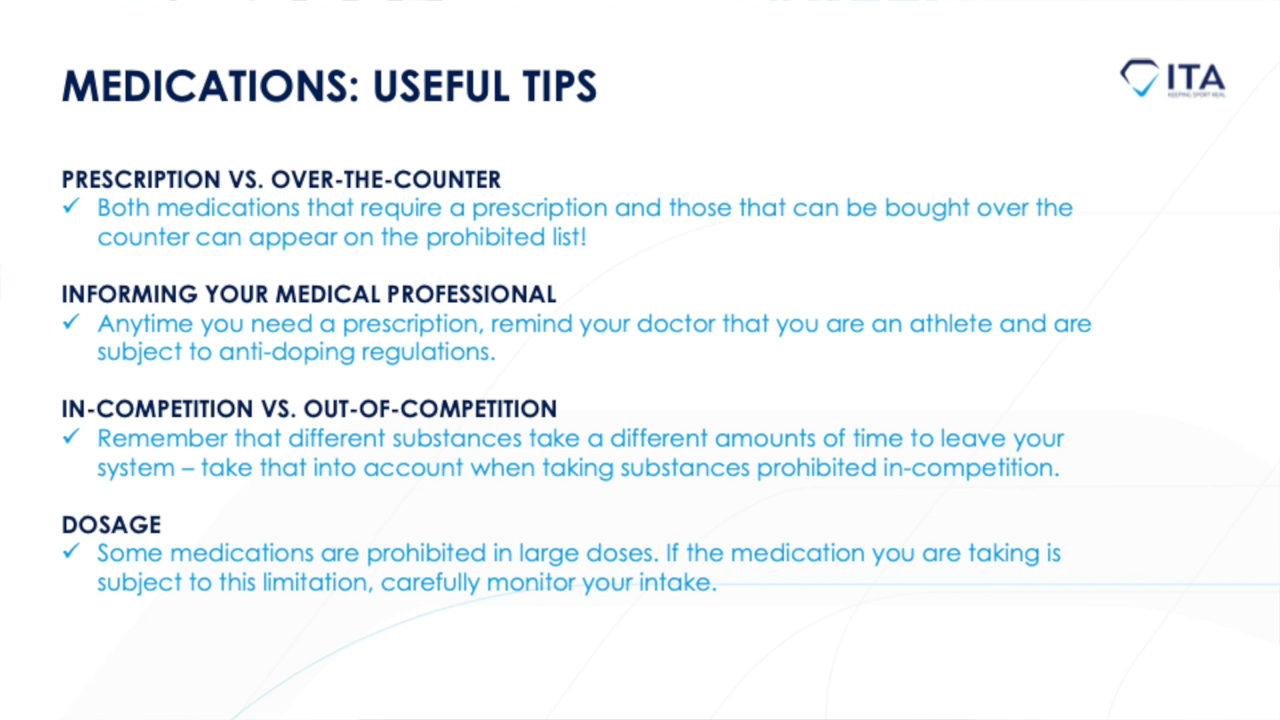 MEDICATIONS: USEFUL TIPS
ITA
KEEPING SPORT REAL
PRESCRIPTION VS. OVER-THE-COUNTER
✓ Both medications that require a prescription and those that can be bought over the
counter can appear on the prohibited list!
INFORMING YOUR MEDICAL PROFESSIONAL
✓ Anytime you need a prescription, remind your doctor that you are an athlete and are
subject to anti-doping regulations.
IN-COMPETITION VS. OUT-OF-COMPETITION
✓ Remember that different substances take a different amounts of time to leave your
system – take that into account when taking substances prohibited in-competition.
DOSAGE
✓ Some medications are prohibited in large doses. If the medication you are taking is
subject to this limitation, carefully monitor your intake.